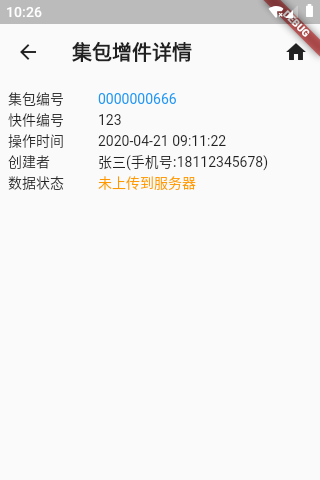 10:26
DEBUG
集包增件详情
集包编号 0000000666
快件编号 123
操作时间 2020-04-21 09:11:22
创建者 张三(手机号:18112345678)
数据状态 未上传到服务器